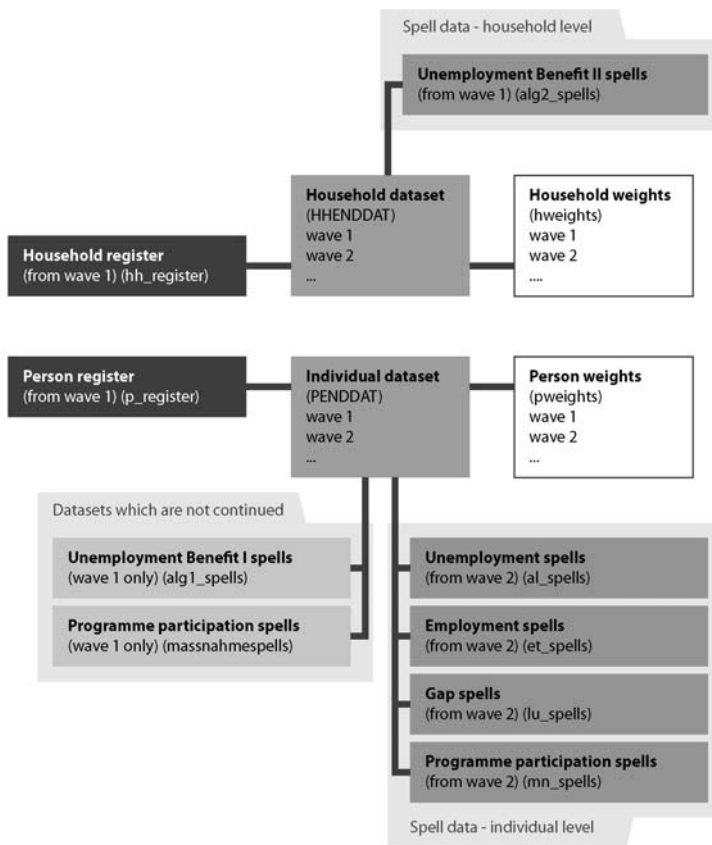 Spell data - household level
Unemployment Benefit II spells
(from wave 1) (alg2_spells)
Household dataset
(HHENDDAT)
wave 1
wave 2
...
Household weights
(hweights)
wave 1
wave 2
....
Household register
(from wave 1) (hh_register)
Person register
(from wave 1) (p_register)
Individual dataset
(PENDDAT)
wave 1
wave 2
...
Person weights
(pweights)
wave 1
wave 2
...
Datasets which are not continued
Unemployment Benefit I spells
(wave 1 only) (alg1_spells)
Programme participation spells
(wave 1 only) (massnahmespells)
Unemployment spells
(from wave 2) (al_spells)
Employment spells
(from wave 2) (et_spells)
Gap spells
(from wave 2) (lu_spells)
Programme participation spells
(from wave 2) (mn_spells)
Spell data - individual level